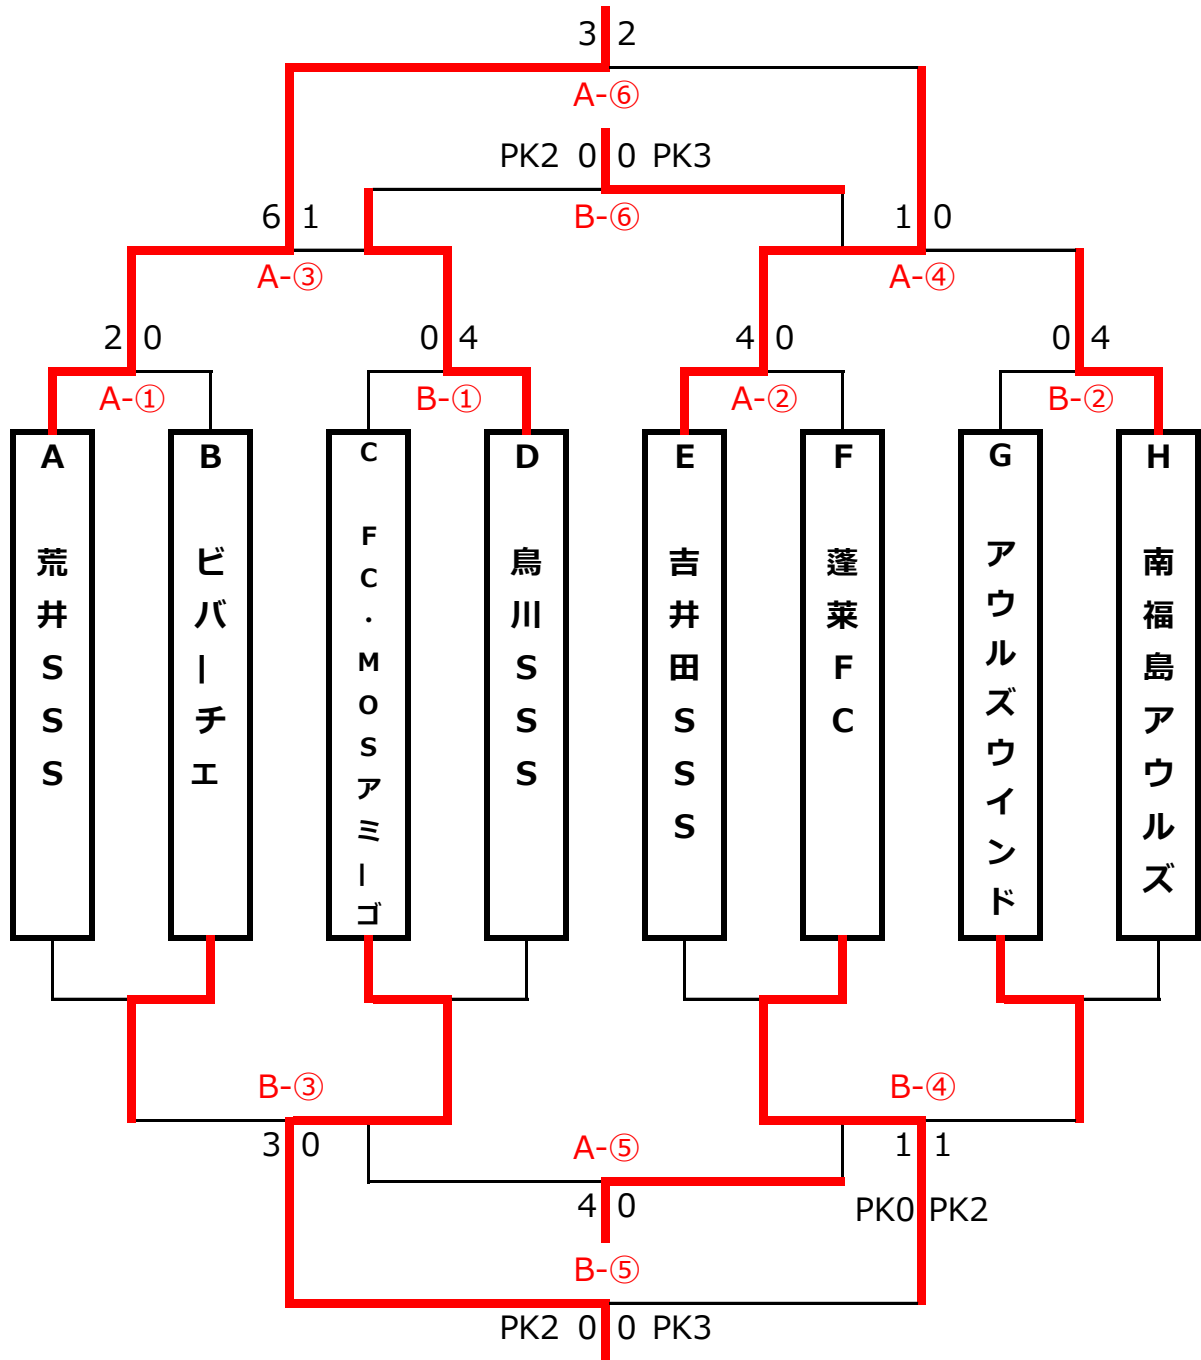 3 2
A-⑥
PK2 0 0 PK3
B-⑥
6 1
1 0
A-③
A-④
2 0
0 4
4 0
0 4
A-①
B-①
A-②
B-②
A 荒井SSS
B ビバーチェ
C FC・MOSアミーゴ
D 鳥川SSS
E 吉井田SSS
F 蓬莱FC
G アウルズウインド
H 南福島アウルズ
B-③
B-④
3 0
A-⑤
1 1
4 0
PK0 PK2
B-⑤
PK2 0 0 PK3